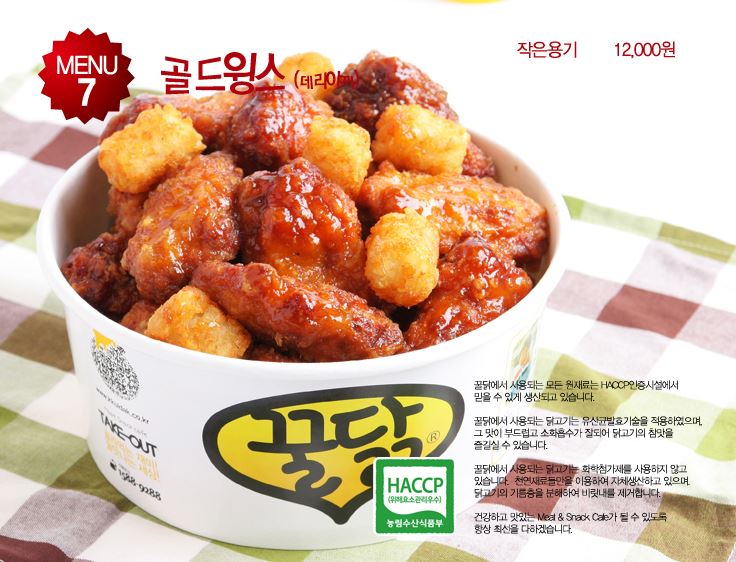 MENU
7
골드윙스 (데리야끼)
작은용기 12,000원
꿀닭에서 사용되는 모든 원재료는 HACCP인증시설에서
믿을 수 있게 생산되고 있습니다.
꿀닭에서 사용되는 닭고기는 유산균발효기술을 적용하였으며,
그 맛이 부드럽고 소화흡수가 잘되어 닭고기의 참맛을
즐길실 수 있습니다.
꿀닭에서 사용되는 닭고기는 화학첨가제를 사용하지 않고
있습니다. 천연재료들만을 이용하여 자체생산하고 있으며,
닭고기의 기름층을 분해하여 비릿내를 제거합니다.
건강하고 맛있는 Meal & Snack Cafe가 될 수 있도록
항상 최선을 다하겠습니다.
꿀닭®
TAKE-OUT
1588-9288
HACCP
(위해요소관리우수)
농림수산식품부